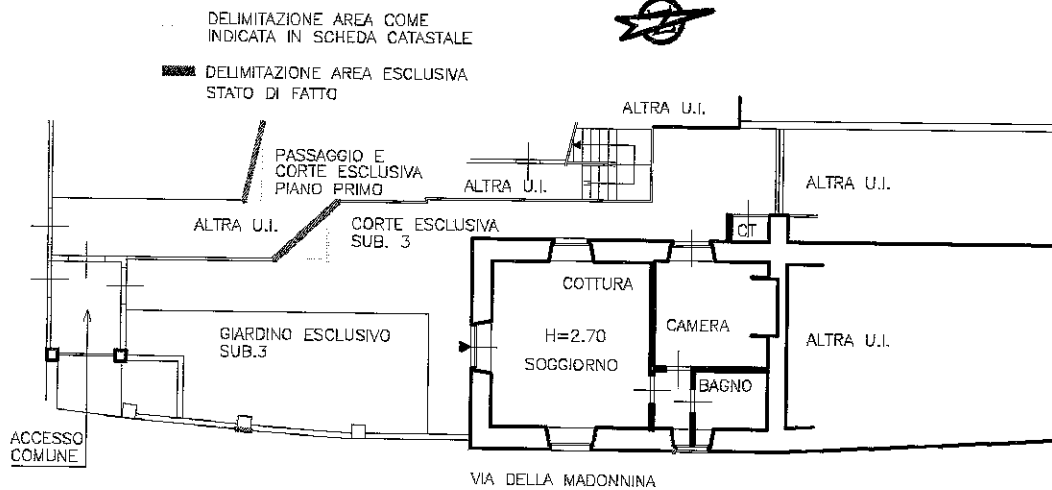 DELIMITAZIONE AREA COME
INDICATA IN SCHEDA CATASTALE
DELIMITAZIONE AREA ESCLUSIVA
STATO DI FATTO
ALTRA U.I.
PASSAGGIO E
CORTE ESCLUSIVA
PIANO PRIMO
ALTRA U.I.
ALTRA U.I.
ALTRA U.I.
CORTE ESCLUSIVA
SUB. 3
CT
COTTURA
H=2.70
SOGGIORNO
CAMERA
BAGNO
ALTRA U.I.
GIARDINO ESCLUSIVO
SUB.3
ACCESSO
COMUNE
VIA DELLA MADONNINA